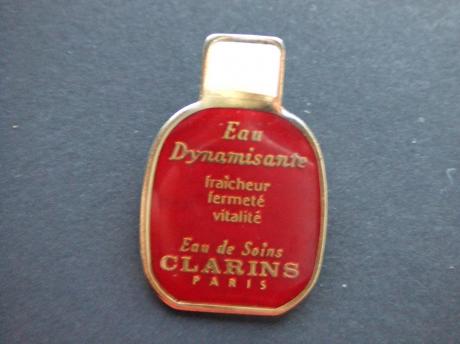 Eau
Dynamisante
fraîcheur
fermeté
vitalité
Eau de Soins
CLARINS
PARIS